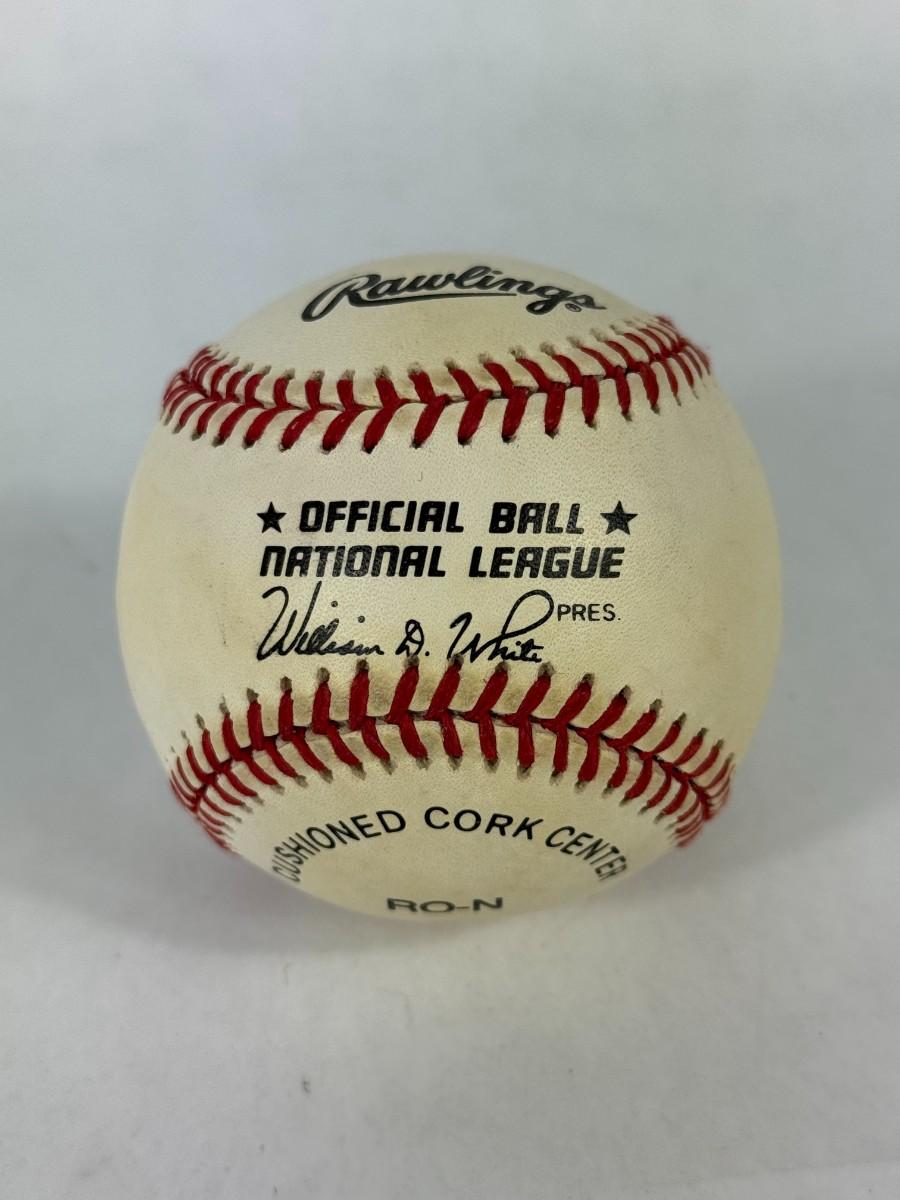 Rawlings®
★ OFFICIAL BALL ★
NATIONAL LEAGUE
William D. White PRES.
CUSHIONED CORK CENTER
RO-N